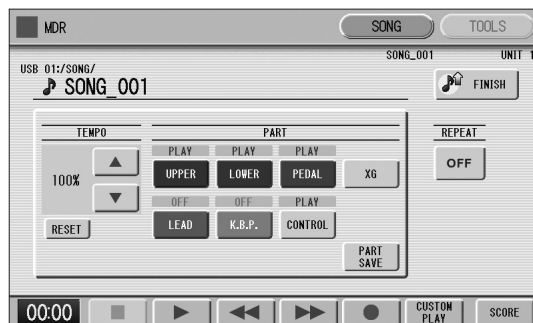 MDR SONG TOOLS
SONG_001 UNIT 1
USB 01:/SONG/
SONG_001
FINISH
TEMPO PART REPEAT
PLAY PLAY PLAY
100% UPPER LOWER PEDAL XG OFF
OFF OFF PLAY
RESET LEAD K.B.P. CONTROL
PART
SAVE
00:00 CUSTOM
PLAY SCORE